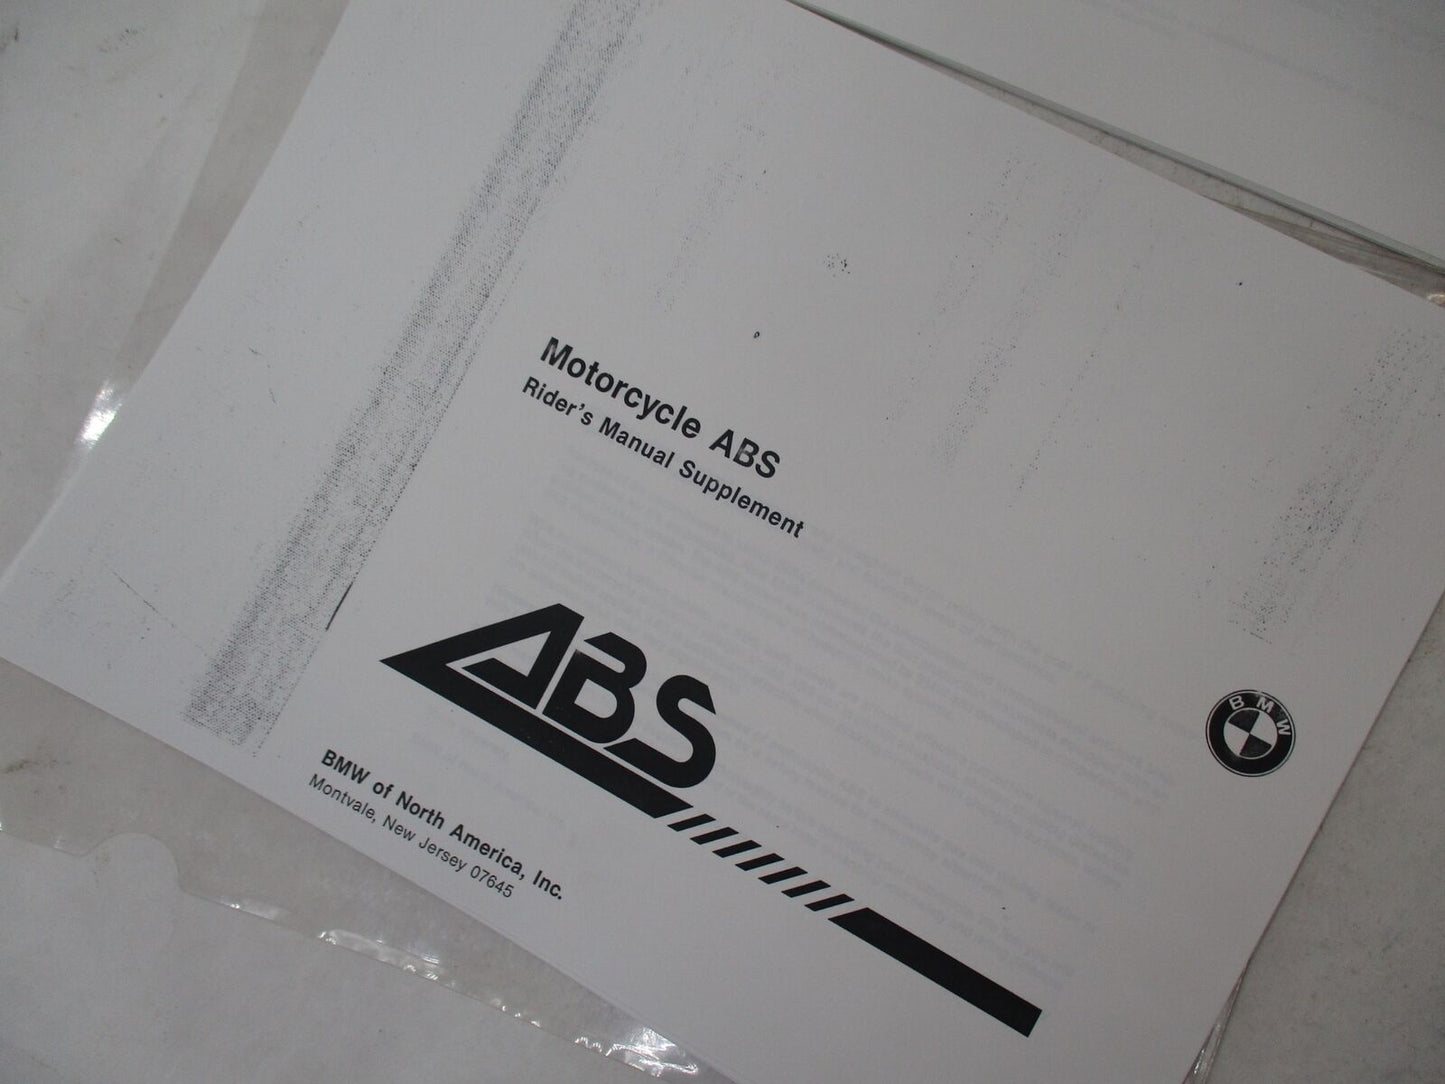 Motorcycle ABS
Rider's Manual Supplement
ABS
BMW
BMW of North America, Inc.
Montvale, New Jersey 07645